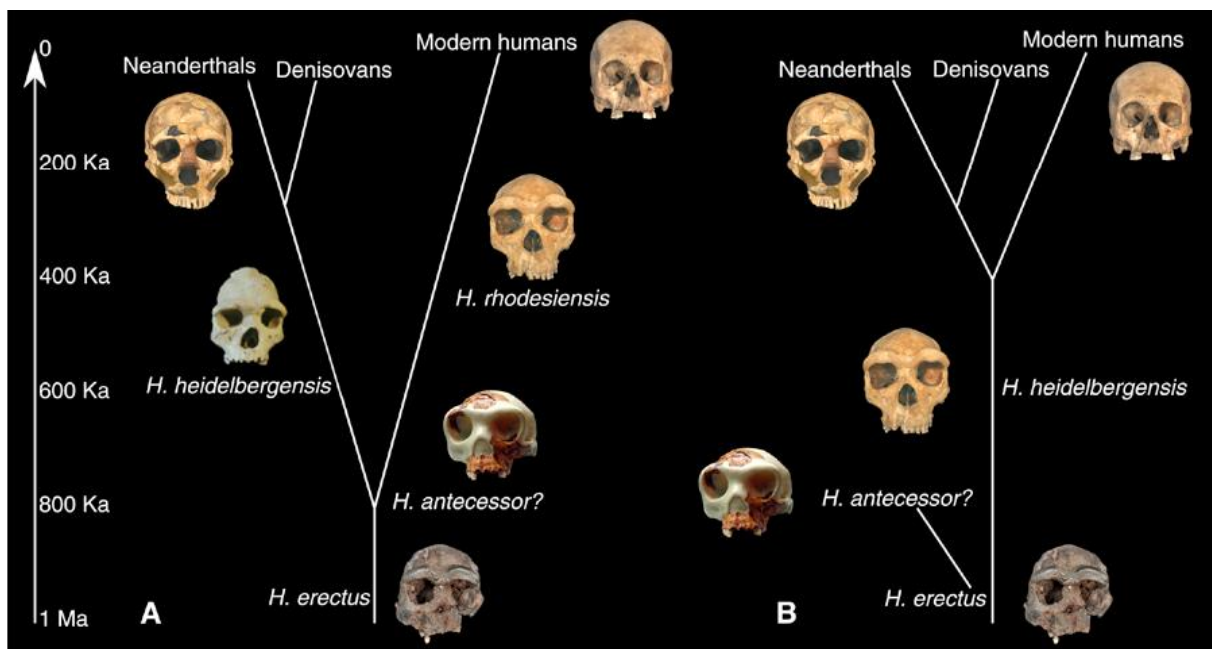 0
Modern humans
Neanderthals
Denisovans
200 Ka
400 Ka
H. rhodesiensis
H. heidelbergensis
600 Ka
800 Ka
H. antecessor?
H. erectus
1 Ma
A
Modern humans
Neanderthals
Denisovans
H. heidelbergensis
H. antecessor?
H. erectus
B